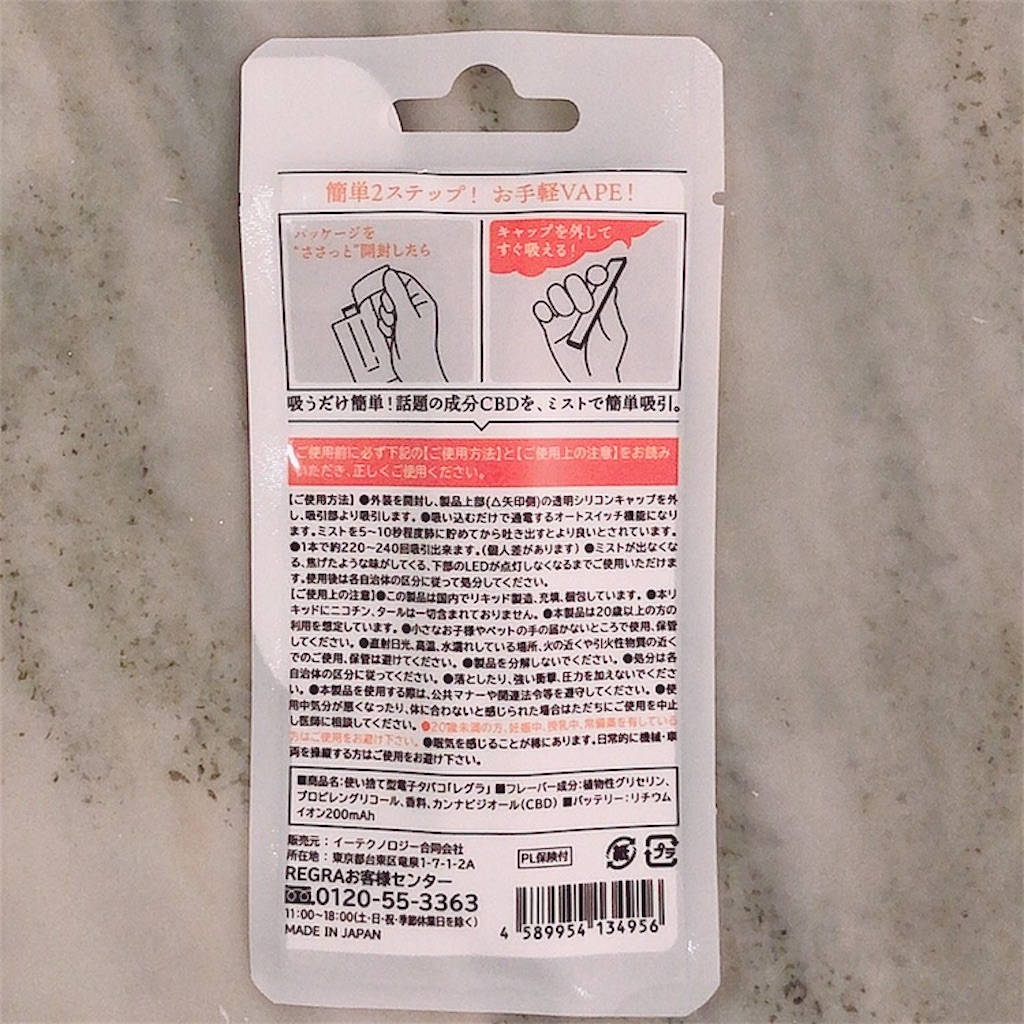 簡単2ステップ! お手軽VAPE!
パッケージを
"ささっと"開封したら
キャップを外して
すぐ吸える!
吸うだけ簡単!話題の成分CBDを、ミストで簡単吸引。
ご使用前に必ず下記の【ご使用方法】と【ご使用上の注意】をお読み
いただき、正しくご使用ください。
【ご使用方法】●外装を開封し、製品上部(△矢印側)の透明シリコンキャップを外
し、吸引部より吸引します。●吸い込むだけで通電するオートスイッチ機能になり
ます。ミストを5〜10秒程度肺に貯めてから吐き出すとより良いとされています。
●1本で約220〜240回吸引出来ます。(個人差があります)●ミストが出なくな
る、焦げたような味がしてくる、下部のLEDが点灯しなくなるまでご使用いただけま
す。使用後は各自治体の区分に従って処分してください。
【ご使用上の注意】●この製品は国内でリキッド製造、充填、梱包しています。●本リ
キッドにニコチン、タールは一切含まれておりません。●本製品は20歳以上の方の
利用を想定しています。●小さなお子様やペットの手の届かないところで使用、保管
してください。●直射日光、高温、水濡れしている場所、火の近くや引火性物質の近く
でのご使用、保管は避けてください。●製品を分解しないでください。●処分は各
自治体の区分に従ってください。●落としたり、強い衝撃、圧力を加えないでくださ
い。●本製品を使用する際は、公共マナーや関連法令等を遵守してください。●使
用中気分が悪くなったり、体に合わないと感じられた場合はただちにご使用を中止
し医師に相談してください。●20歳未満の方、妊娠中、授乳中、常備薬を有している
方はご使用をお避け下さい。●眠気を感じることが稀にあります。日常的に機械・車
両を操縦する方はご使用をお避け下さい。
■商品名:使い捨て型電子タバコ「レグラ」■フレーバー成分:植物性グリセリン、
プロピレングリコール、香料、カンナビジオール(CBD)■バッテリー:リチウム
イオン200mAh
販売元:イーテクノロジー合同会社
所在地:東京都台東区竜泉1-7-1-2A
REGRAお客様センター
0120-55-3363
11:00〜18:00(土・日・祝・季節休業日を除く)
MADE IN JAPAN
PL保険付
紙
プラ
4 589954 134956